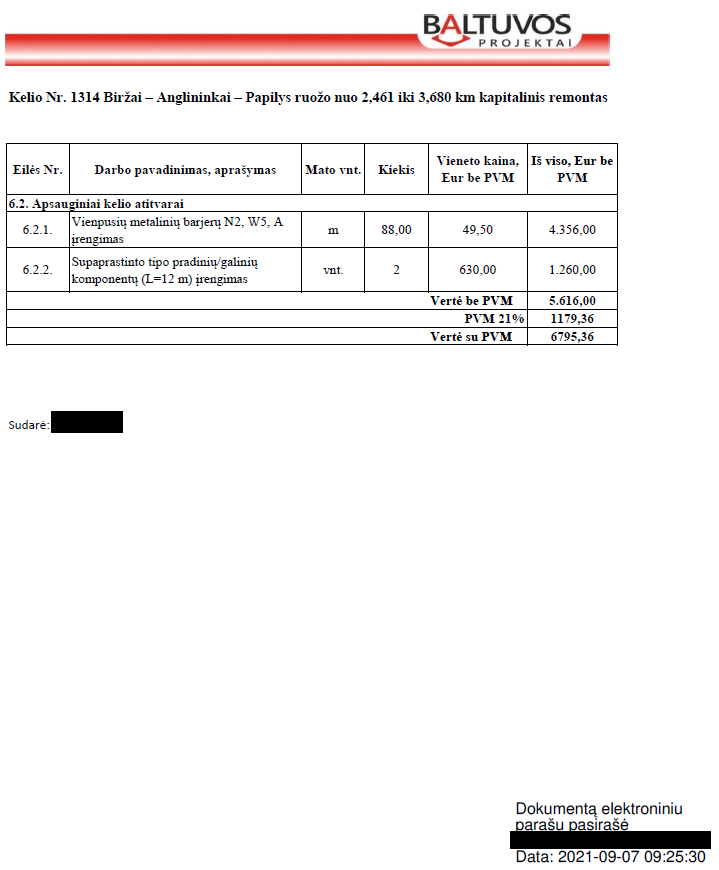 BALTUVOS
PROJEKTAI
Kelio Nr. 1314 Biržai – Anglininkai – Papilys ruožo nuo 2,461 iki 3,680 km kapitalinis remontas
Eilės Nr. Darbo pavadinimas, aprašymas Mato vnt. Kiekis Vieneto kaina, Eur be PVM Iš viso, Eur be PVM
6.2. Apsauginiai kelio atitvarai
6.2.1. Vienpusių metalinių barjerų N2, W5, A įrengimas m 88,00 49,50 4.356,00
6.2.2. Supaprastinto tipo pradinių/galinių komponentų (L=12 m) įrengimas vnt. 2 630,00 1.260,00
Vertė be PVM 5.616,00
PVM 21% 1179,36
Vertė su PVM 6795,36
Sudarė:
Dokumentą elektroniniu
parašu pasirašė
Data: 2021-09-07 09:25:30